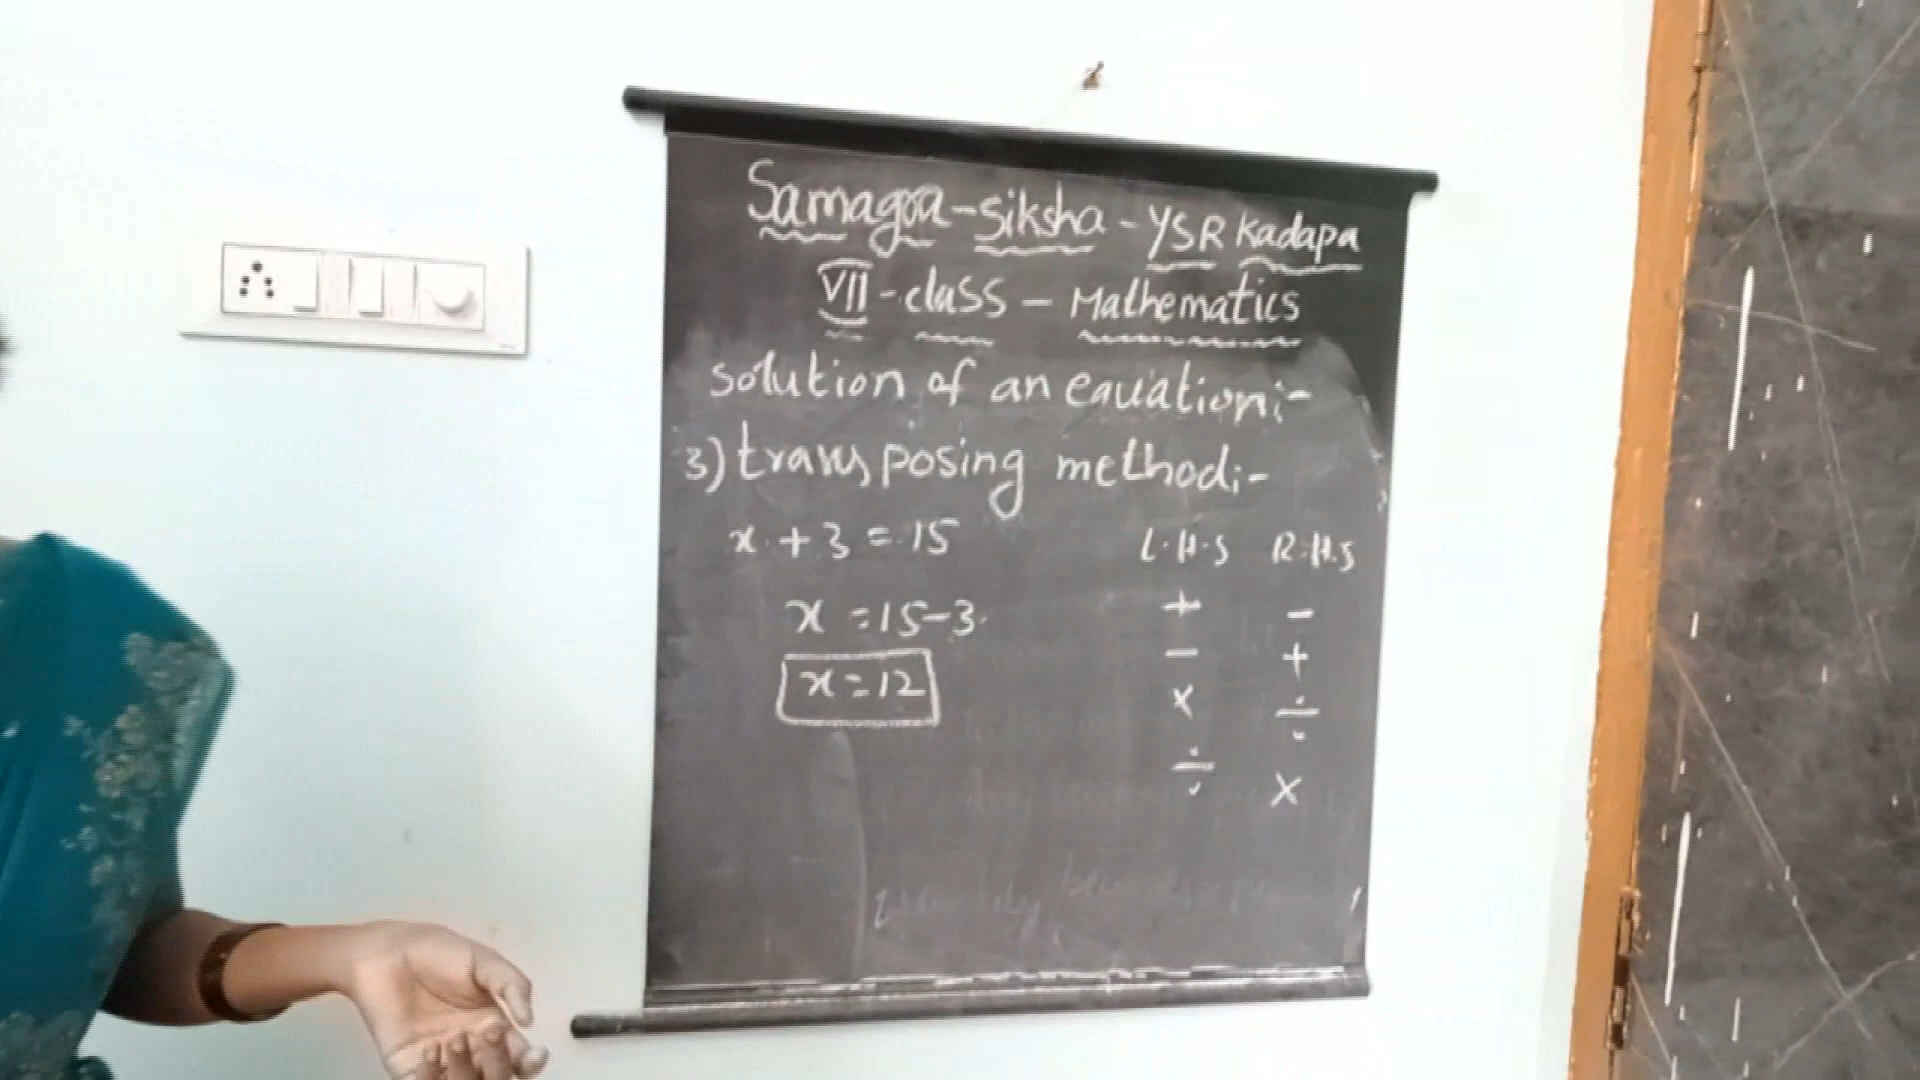 Samagra-Siksha-YSR Kadapa
VII-class-Mathematics
solution of an equation:-
3) transposing method:-
x + 3 = 15 L.H.S R.H.S
x = 15-3. + -
x = 12 - +
× ÷
÷ ×